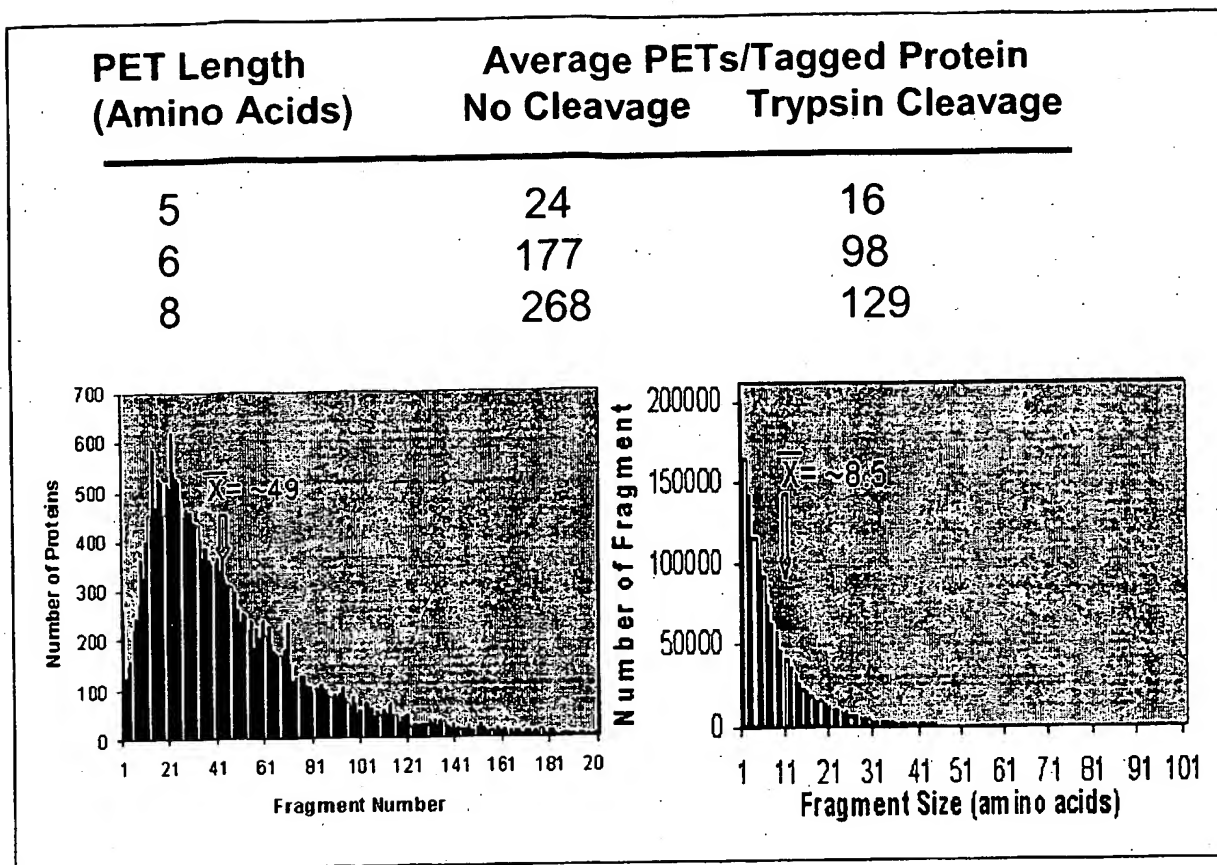 PET Length
(Amino Acids)
Average PETs/Tagged Protein
No Cleavage Trypsin Cleavage
5 24 16
6 177 98
8 268 129
700
600
500
400
300
200
100
0
Number of Proteins
X̄= ~49
1 21 41 61 81 101 121 141 161 181 20
Fragment Number
200000
150000
100000
50000
0
Number of Fragment
X̄= ~8.5
1 11 21 31 41 51 61 71 81 91 101
Fragment Size (amino acids)